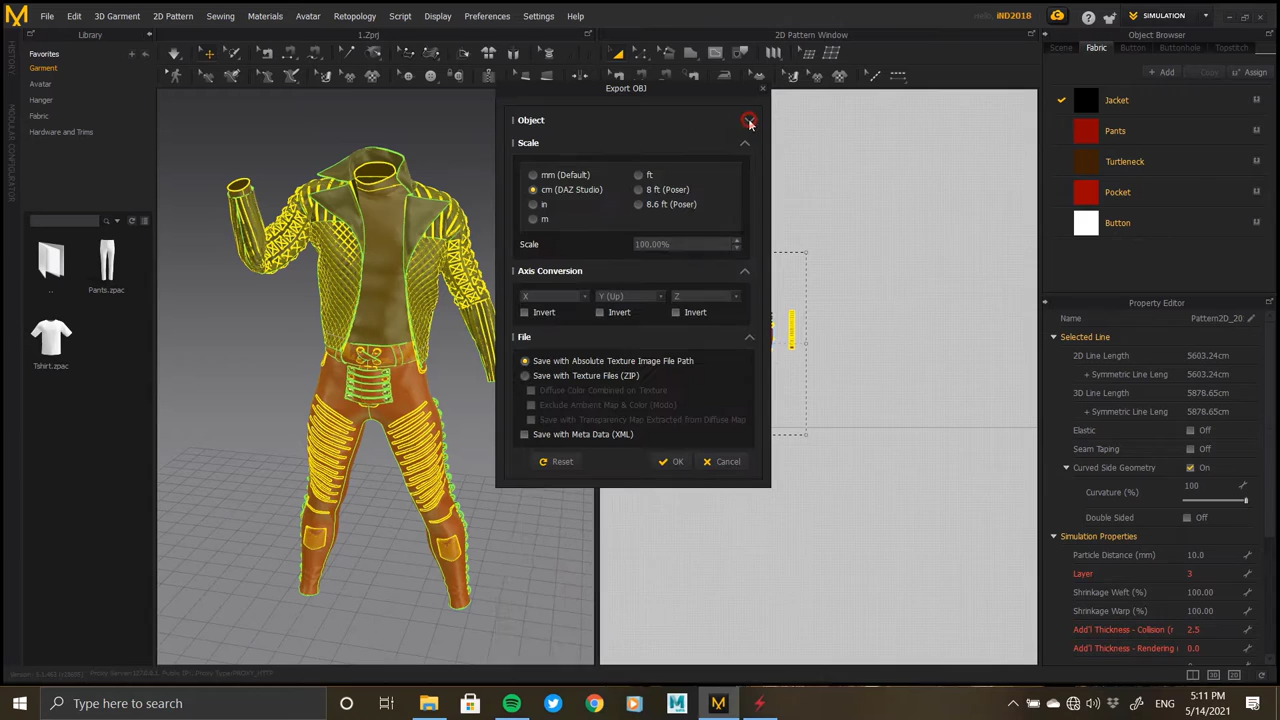 File Edit 3D Garment 2D Pattern Sewing Materials Avatar Retopology Script Display Preferences Settings Help
Hello, iND2018
SIMULATION
Library
1.Zprj
2D Pattern Window
Object Browser
HISTORY
MODULAR CONFIGURATOR
Favorites
Garment
Avatar
Hanger
Fabric
Hardware and Trims
..
Pants.zpac
Tshirt.zpac
Export OBJ
Object
Scale
mm (Default)
ft
cm (DAZ Studio)
8 ft (Poser)
in
8.6 ft (Poser)
m
Scale
100.00%
Axis Conversion
X
Y (Up)
Z
Invert
Invert
Invert
File
Save with Absolute Texture Image File Path
Save with Texture Files (ZIP)
Diffuse Color Combined on Texture
Exclude Ambient Map & Color (Modo)
Save with Transparency Map Extracted from Diffuse Map
Save with Meta Data (XML)
Reset
OK
Cancel
Scene Fabric Button Buttonhole Topstitch
Add
Copy
Assign
Jacket
Pants
Turtleneck
Pocket
Button
Property Editor
Name Pattern2D_20
Selected Line
2D Line Length 5603.24cm
+ Symmetric Line Leng 5603.24cm
3D Line Length 5878.65cm
+ Symmetric Line Leng 5878.65cm
Elastic Off
Seam Taping Off
Curved Side Geometry On
Curvature (%) 100
Double Sided Off
Simulation Properties
Particle Distance (mm) 10.0
Layer 3
Shrinkage Weft (%) 100.00
Shrinkage Warp (%) 100.00
Add'l Thickness - Collision (r 2.5
Add'l Thickness - Rendering 0.0
3D
2D
Type here to search
5:11 PM
5/14/2021